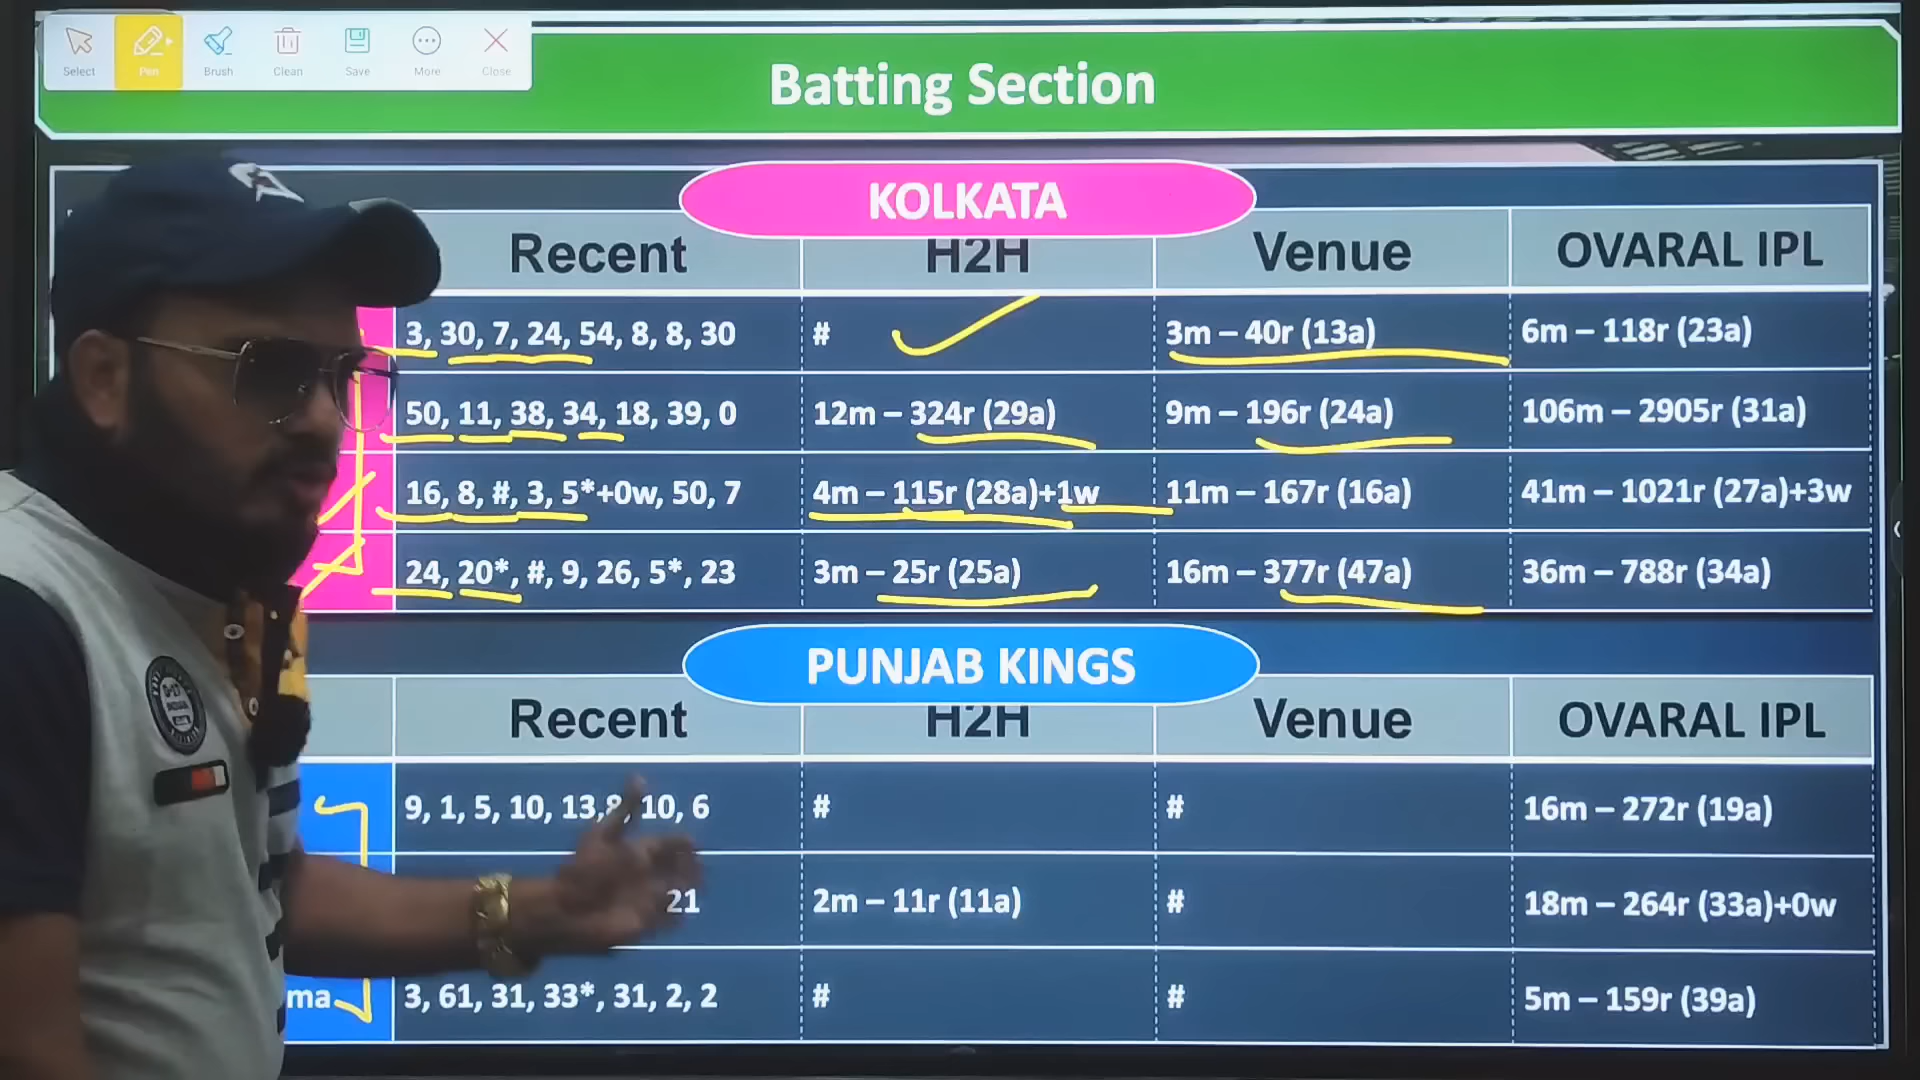 Select Pen Brush Clean Save More Close
Batting Section
KOLKATA
Recent H2H Venue OVARAL IPL
3, 30, 7, 24, 54, 8, 8, 30 # 3m – 40r (13a) 6m – 118r (23a)
50, 11, 38, 34, 18, 39, 0 12m – 324r (29a) 9m – 196r (24a) 106m – 2905r (31a)
16, 8, #, 3, 5*+0w, 50, 7 4m – 115r (28a)+1w 11m – 167r (16a) 41m – 1021r (27a)+3w
24, 20*, #, 9, 26, 5*, 23 3m – 25r (25a) 16m – 377r (47a) 36m – 788r (34a)
PUNJAB KINGS
Recent H2H Venue OVARAL IPL
9, 1, 5, 10, 13, 10, 6 # # 16m – 272r (19a)
21 2m – 11r (11a) # 18m – 264r (33a)+0w
ma 3, 61, 31, 33*, 31, 2, 2 # # 5m – 159r (39a)